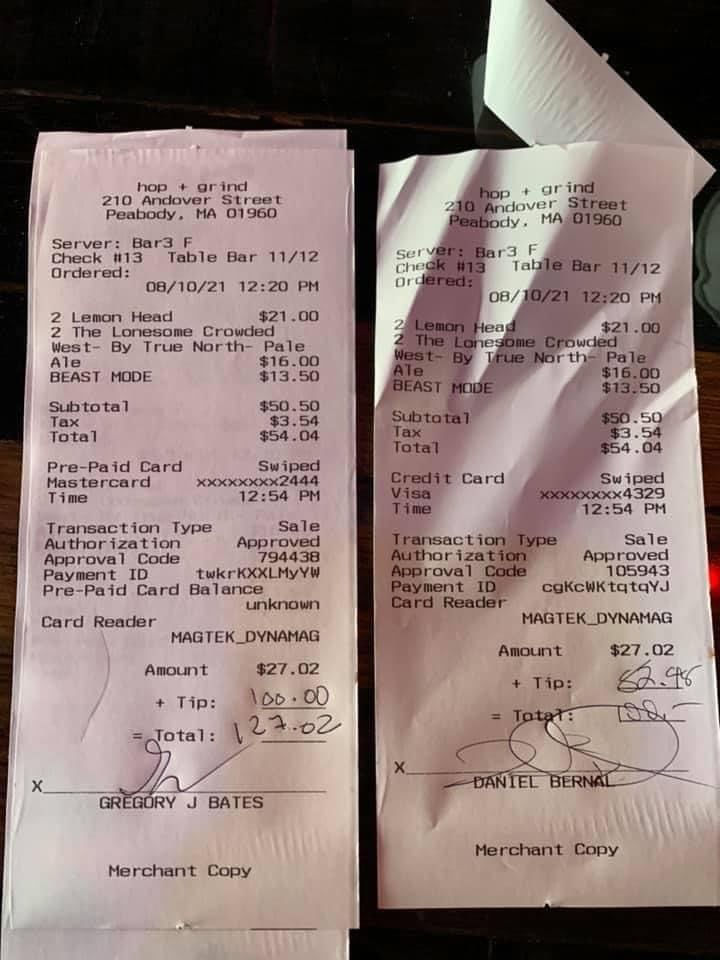 hop + grind
210 Andover Street
Peabody, MA 01960
Server: Bar3 F
Check #13 Table Bar 11/12
Ordered:
08/10/21 12:20 PM
2 Lemon Head $21.00
2 The Lonesome Crowded
West- By True North- Pale
Ale $16.00
BEAST MODE $13.50
Subtotal $50.50
Tax $3.54
Total $54.04
Pre-Paid Card Swiped
Mastercard xxxxxxxx2444
Time 12:54 PM
Transaction Type Sale
Authorization Approved
Approval Code 794438
Payment ID twkrKXXLMyYW
Pre-Paid Card Balance
unknown
Card Reader
MAGTEK_DYNAMAG
Amount $27.02
+ Tip: 100.00
= Total: 127.02
X
GREGORY J BATES
Merchant Copy
hop + grind
210 Andover Street
Peabody, MA 01960
Server: Bar3 F
Check #13 Table Bar 11/12
Ordered:
08/10/21 12:20 PM
2 Lemon Head $21.00
2 The Lonesome Crowded
West- By True North- Pale
Ale $16.00
BEAST MODE $13.50
Subtotal $50.50
Tax $3.54
Total $54.04
Credit Card Swiped
Visa xxxxxxxx4329
Time 12:54 PM
Transaction Type Sale
Authorization Approved
Approval Code 105943
Payment ID cgKcWKtqtqYJ
Card Reader
MAGTEK_DYNAMAG
Amount $27.02
+ Tip:
= Total:
X
DANIEL BERNAL
Merchant Copy